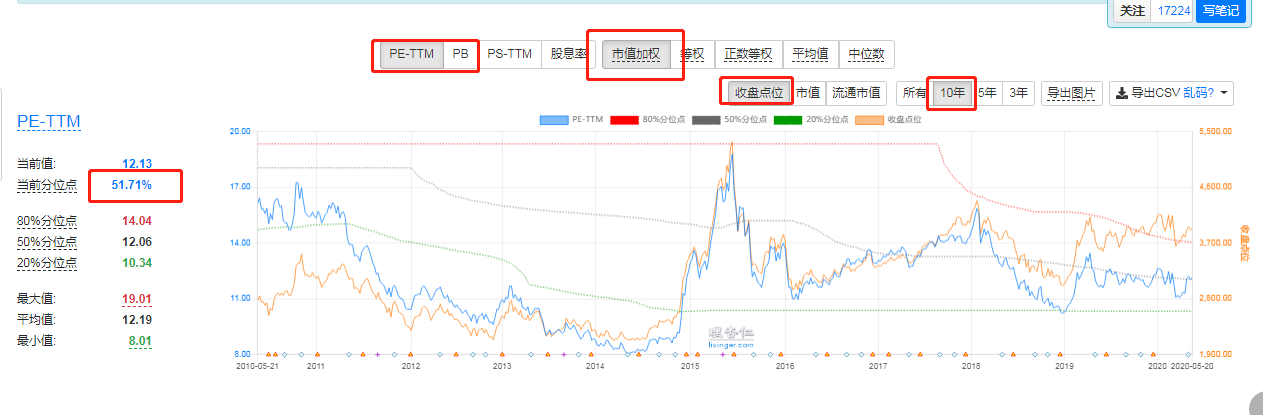 关注 17224 写笔记
PE-TTM PB PS-TTM 股息率 市值加权 等权 正数等权 平均值 中位数
收盘点位 市值 流通市值 所有 10年 5年 3年 导出图片 导出CSV 乱码?
PE-TTM
当前值: 12.13
当前分位点 51.71%
80%分位点 14.04
50%分位点 12.06
20%分位点 10.34
最大值: 19.01
平均值: 12.19
最小值: 8.01
PE-TTM 80%分位点 50%分位点 20%分位点 收盘点位
20.00 5,500.00
17.00 4,600.00
14.00 3,700.00
11.00 2,800.00
8.00 1,900.00
收盘点位
理杏仁
lixinger.com
2010-05-21 2011 2012 2013 2014 2015 2016 2017 2018 2019 2020 2020-05-20